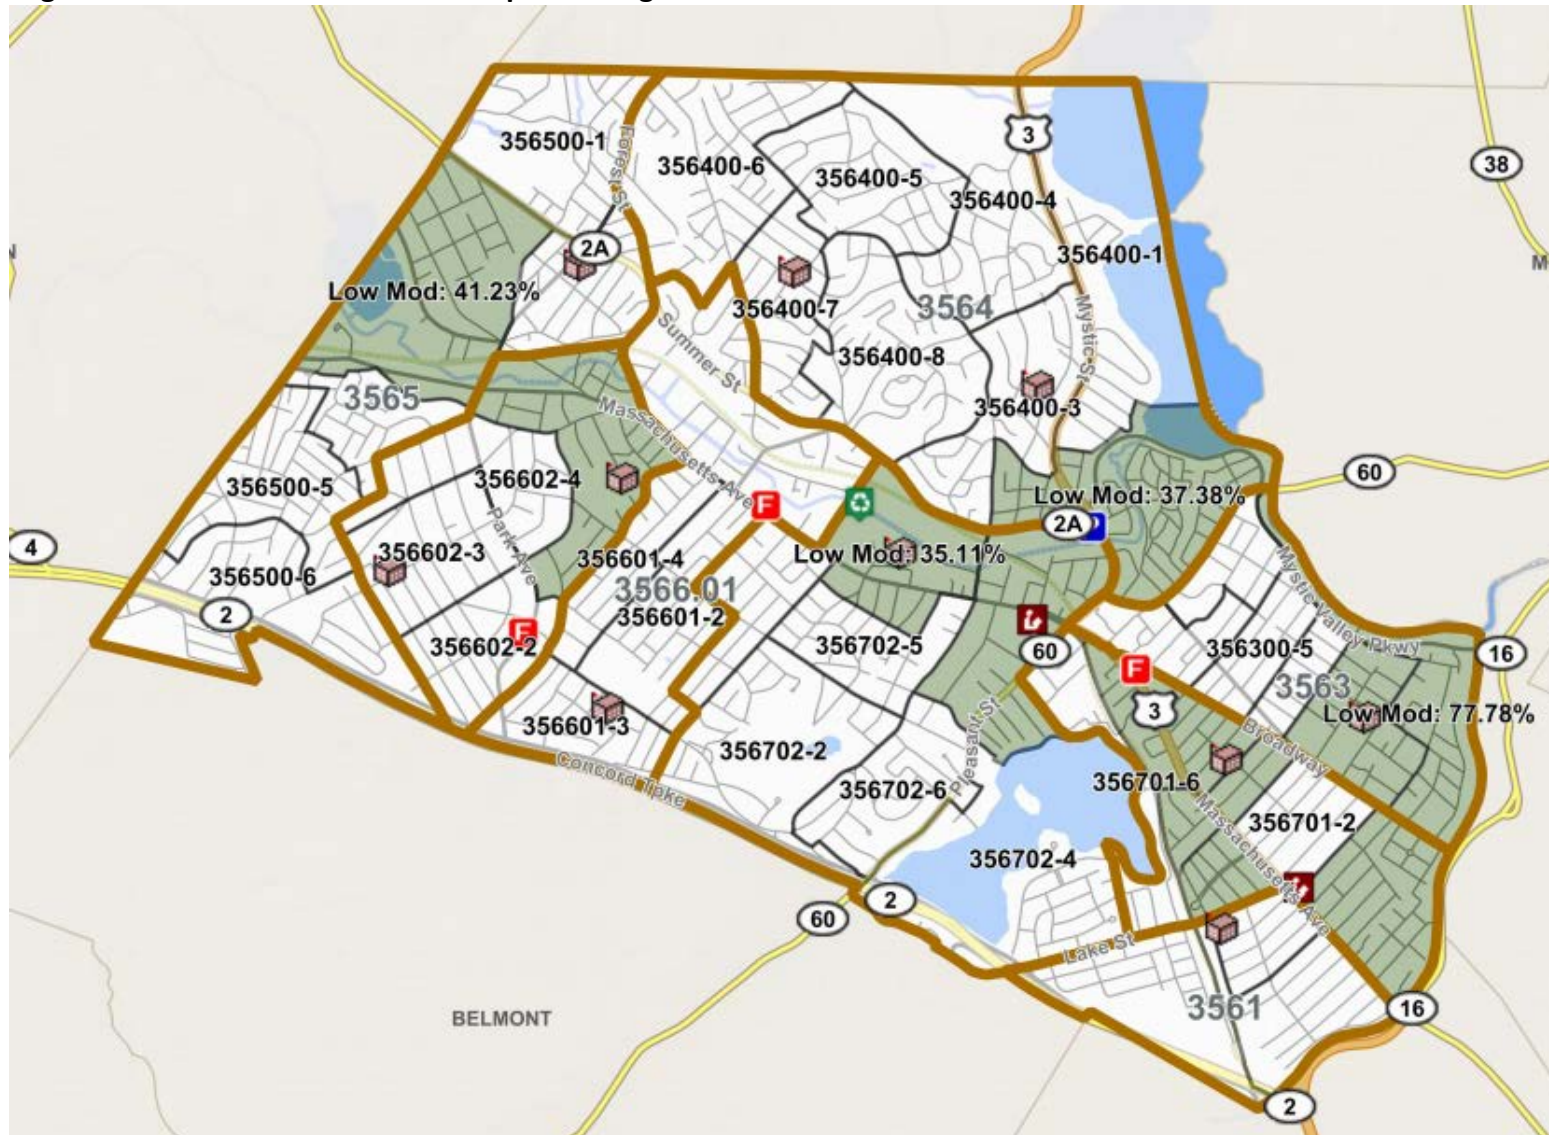 3
38
356500-1
Forest St
356400-6
356400-5
356400-4
2A
356400-1
Low Mod: 41.23%
356400-7
3564
Summer St
Mystic St
356400-8
3565
356400-3
Massachusetts Ave
60
356602-4
356500-5
Low Mod: 37.38%
F
2A
4
Park Ave
356602-3
356601-4
Low Mod: 35.11%
356500-6
3566.01
Mystic Valley Pkwy
2
356601-2
F
356602-2
356702-5
60
356300-5
16
F
3563
356601-3
Pleasant St
3
Low Mod: 77.78%
356702-2
Broadway
Concord Tpke
356702-6
356701-6
356701-2
Massachusetts Ave
356702-4
2
60
Lake St
3561
16
BELMONT
2